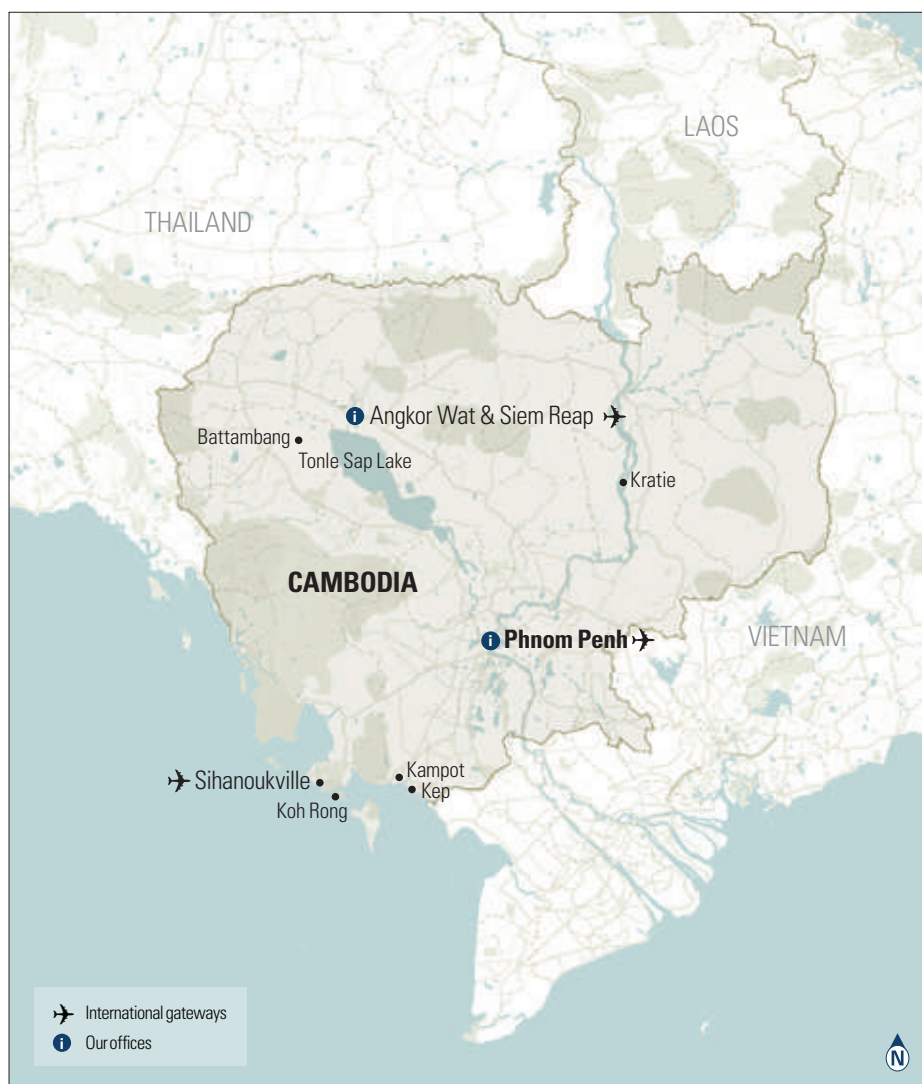 LAOS
THAILAND
Angkor Wat & Siem Reap
Battambang
Tonle Sap Lake
Kratie
CAMBODIA
Phnom Penh
VIETNAM
Sihanoukville
Kampot
Kep
Koh Rong
International gateways
i Our offices
N